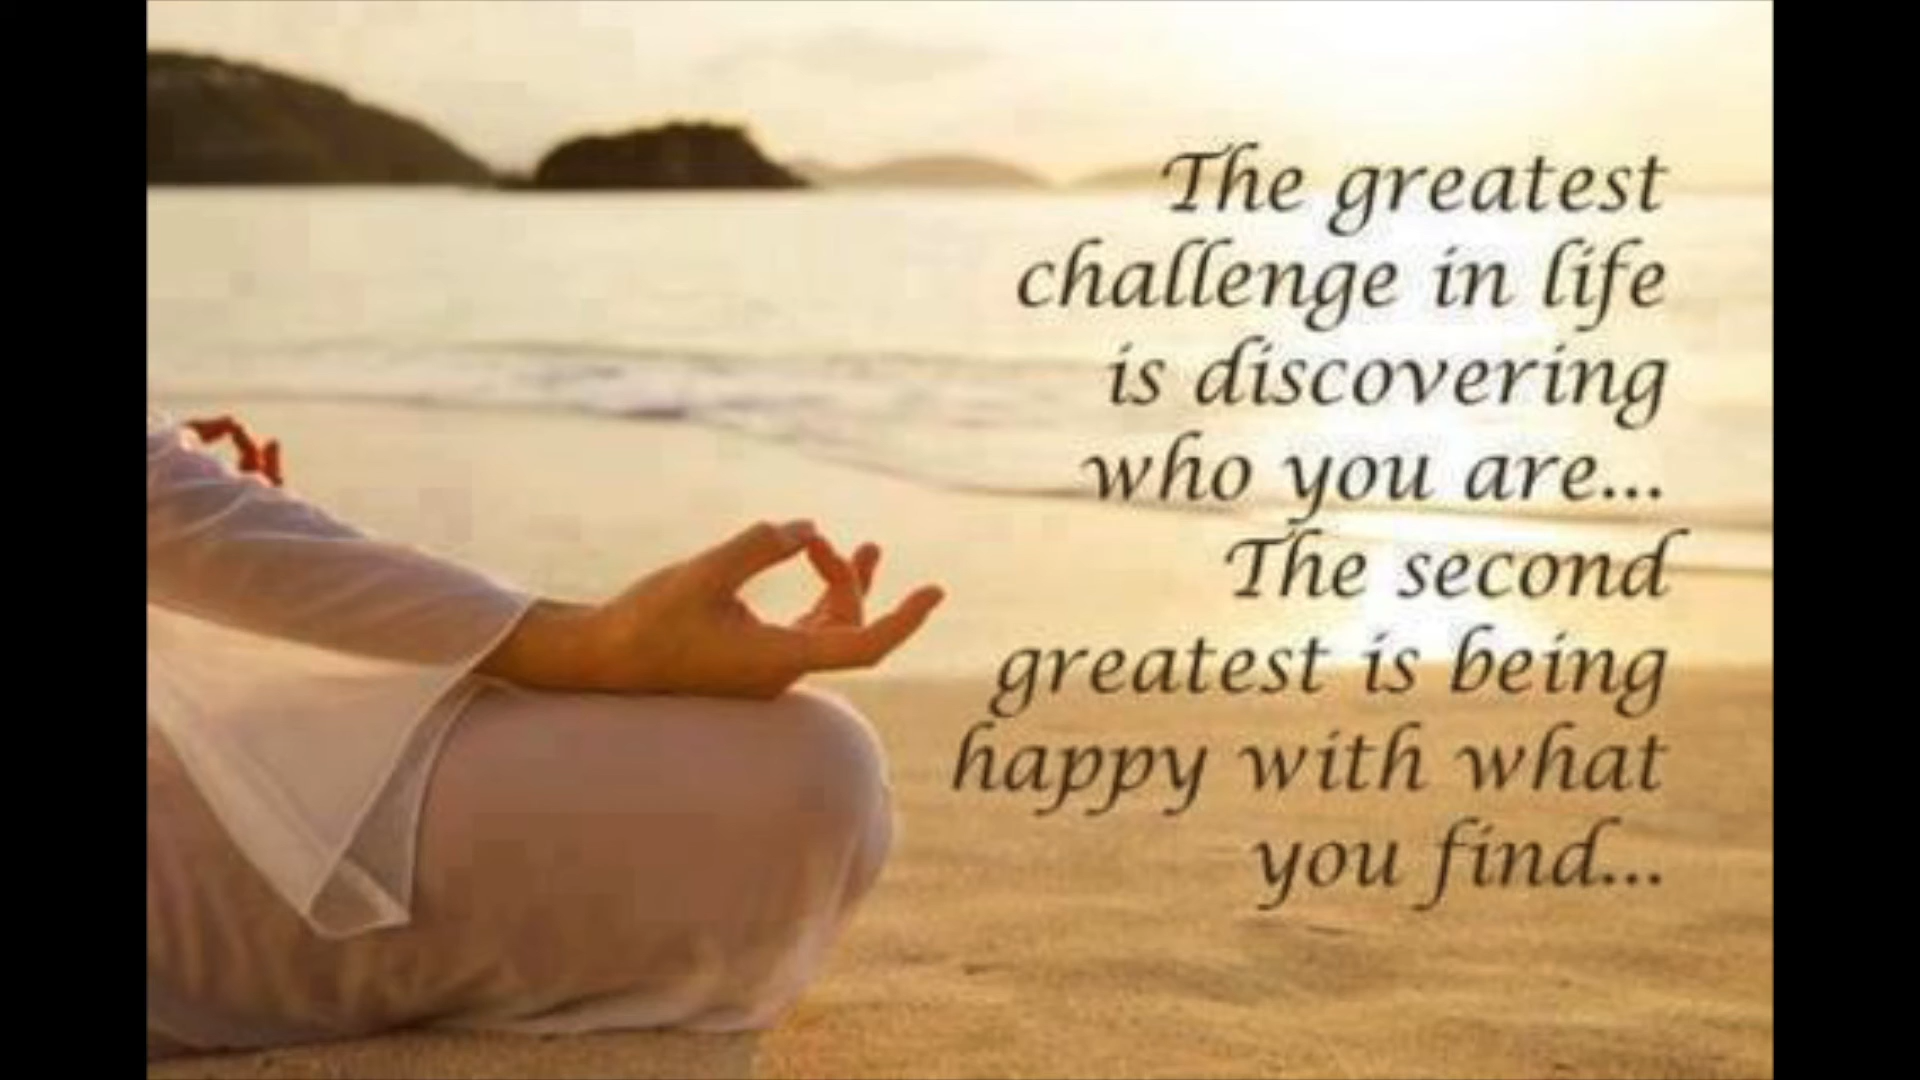 The greatest
challenge in life
is discovering
who you are...
The second
greatest is being
happy with what
you find...